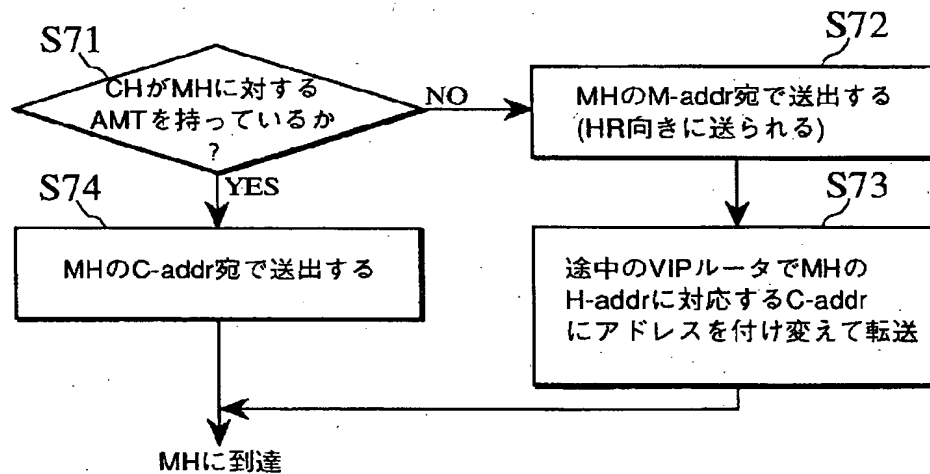 S71
CHがMHに対する
AMTを持っているか
?
NO
YES
S72
MHのM-addr宛で送出する
(HR向きに送られる)
S73
途中のVIPルータでMHの
H-addrに対応するC-addr
にアドレスを付け変えて転送
S74
MHのC-addr宛で送出する
MHに到達